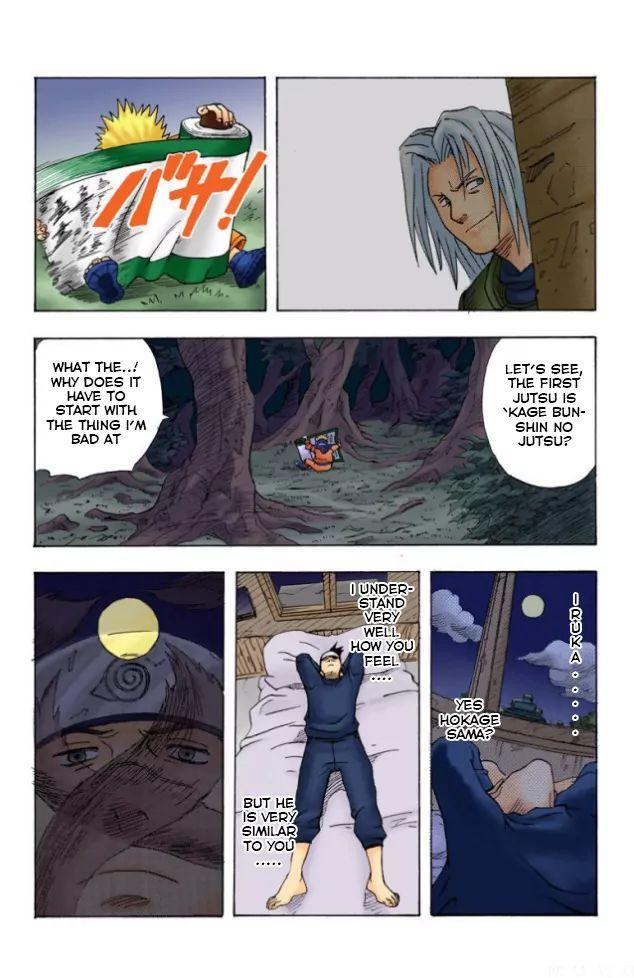 バサ!
LET'S SEE,
THE FIRST
JUTSU IS
'KAGE BUN-
SHIN NO
JUTSU?
WHAT THE..!
WHY DOES IT
HAVE TO
START WITH
THE THING I'M
BAD AT
IRUKA.....
YES
HOKAGE
SAMA?
I UNDER-
STAND
VERY
WELL
HOW YOU
FEEL
....
BUT HE
IS VERY
SIMILAR
TO YOU
.....